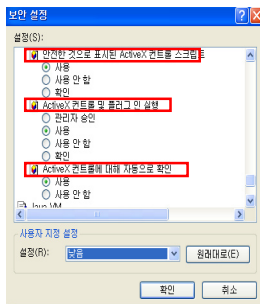 보안 설정
설정(S):
안전한 것으로 표시된 ActiveX 컨트롤 스크립트
사용
사용 안 함
확인
ActiveX 컨트롤 및 플러그 인 실행
관리자 승인
사용
사용 안 함
확인
ActiveX 컨트롤에 대해 자동으로 확인
사용
사용 안 함
Java VM
사용자 지정 설정
설정(R):
낮음
원래대로(E)
확인
취소